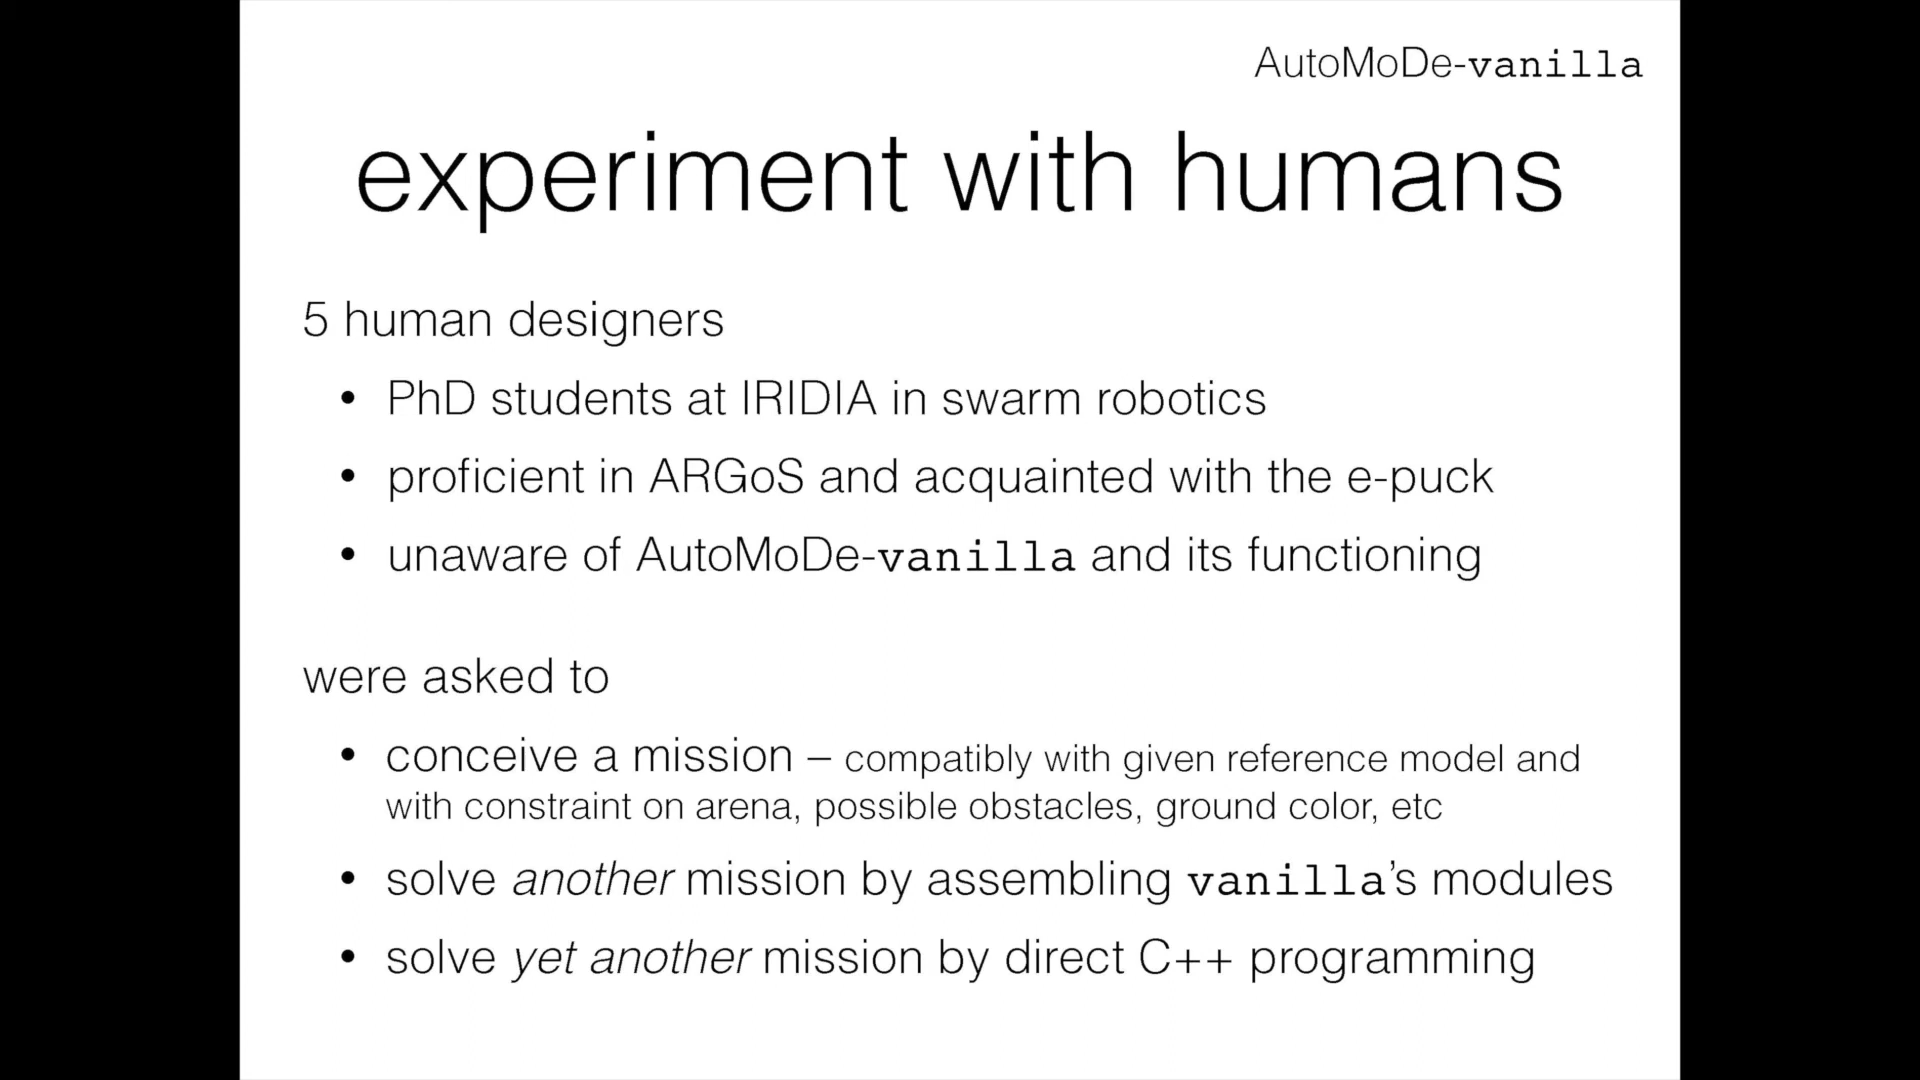 AutoMoDe-vanilla
experiment with humans
5 human designers
• PhD students at IRIDIA in swarm robotics
• proficient in ARGoS and acquainted with the e-puck
• unaware of AutoMoDe-vanilla and its functioning
were asked to
• conceive a mission – compatibly with given reference model and
with constraint on arena, possible obstacles, ground color, etc
• solve another mission by assembling vanilla’s modules
• solve yet another mission by direct C++ programming